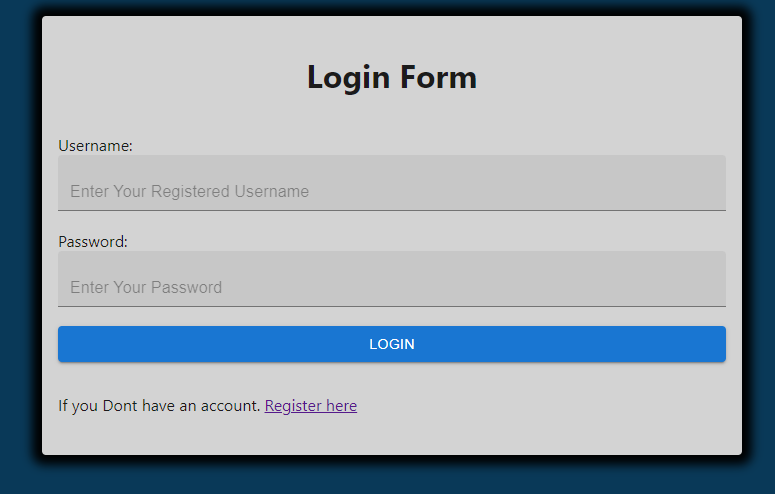 Login Form
Username:
Enter Your Registered Username
Password:
Enter Your Password
LOGIN
If you Dont have an account. Register here